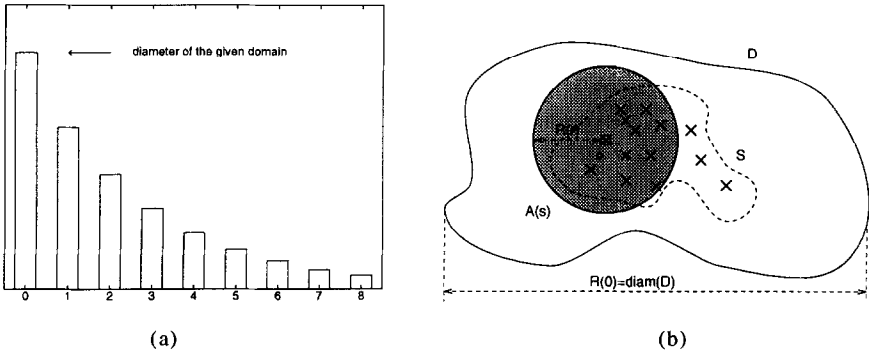 diameter of the given domain
0 1 2 3 4 5 6 7 8
(a)
D
S
A(s)
R(0)=diam(D)
(b)